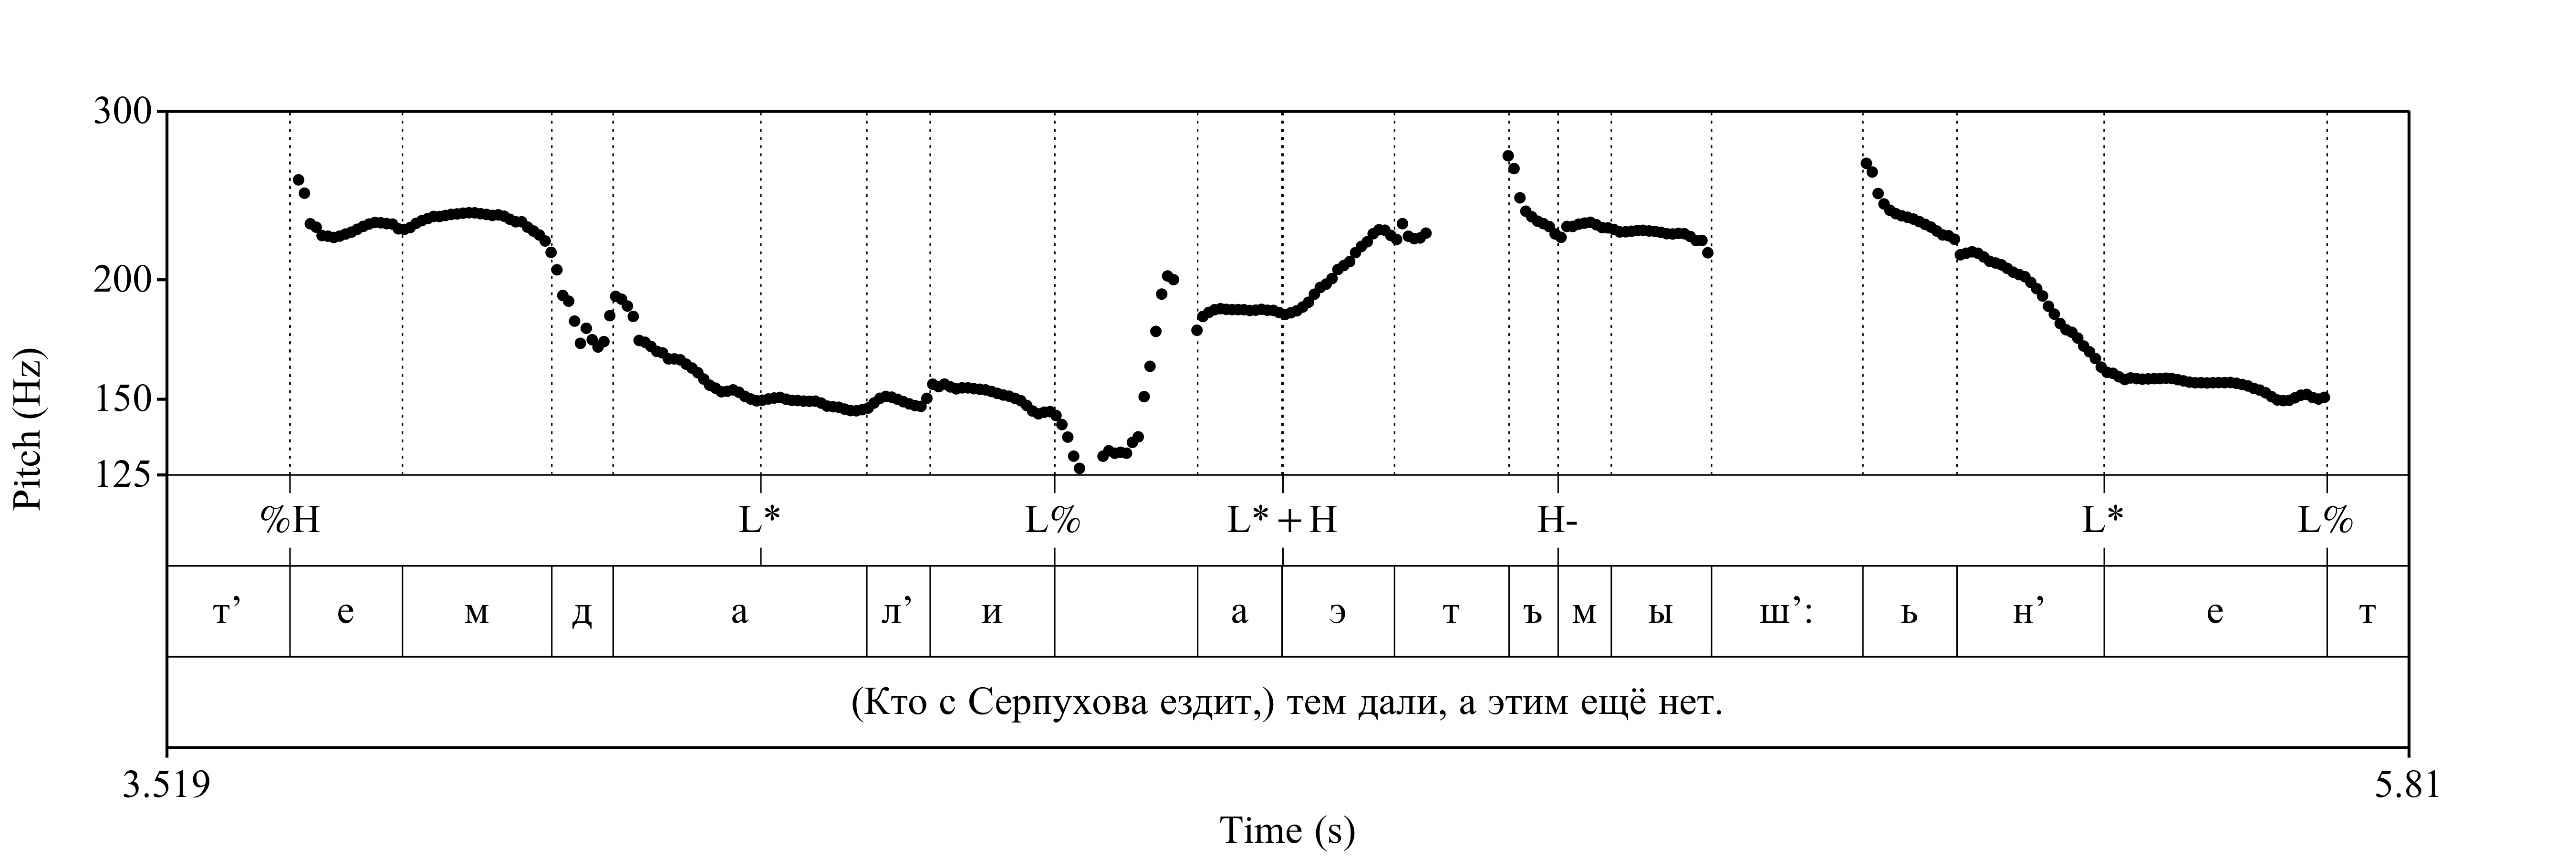 300
200
150
125
Pitch (Hz)
%H L* L% L*+H H- L* L%
т’ е м д а л’ и а э т ъ м ы ш’: ь н’ е т
(Кто с Серпухова ездит,) тем дали, а этим ещё нет.
3.519 5.81
Time (s)